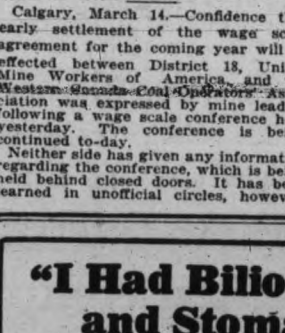 Calgary, March 14.—Confidence t
early settlement of the wage sc
agreement for the coming year will
effected between District 18, Uni
Mine Workers of America, and
Western Canada Coal Operators' As
ciation was expressed by mine lead
following a wage scale conference h
yesterday. The conference is be
continued to-day.
Neither side has given any informat
regarding the conference, which is be
held behind closed doors. It has be
learned in unofficial circles, howev
"I Had Bilio
and Stoma